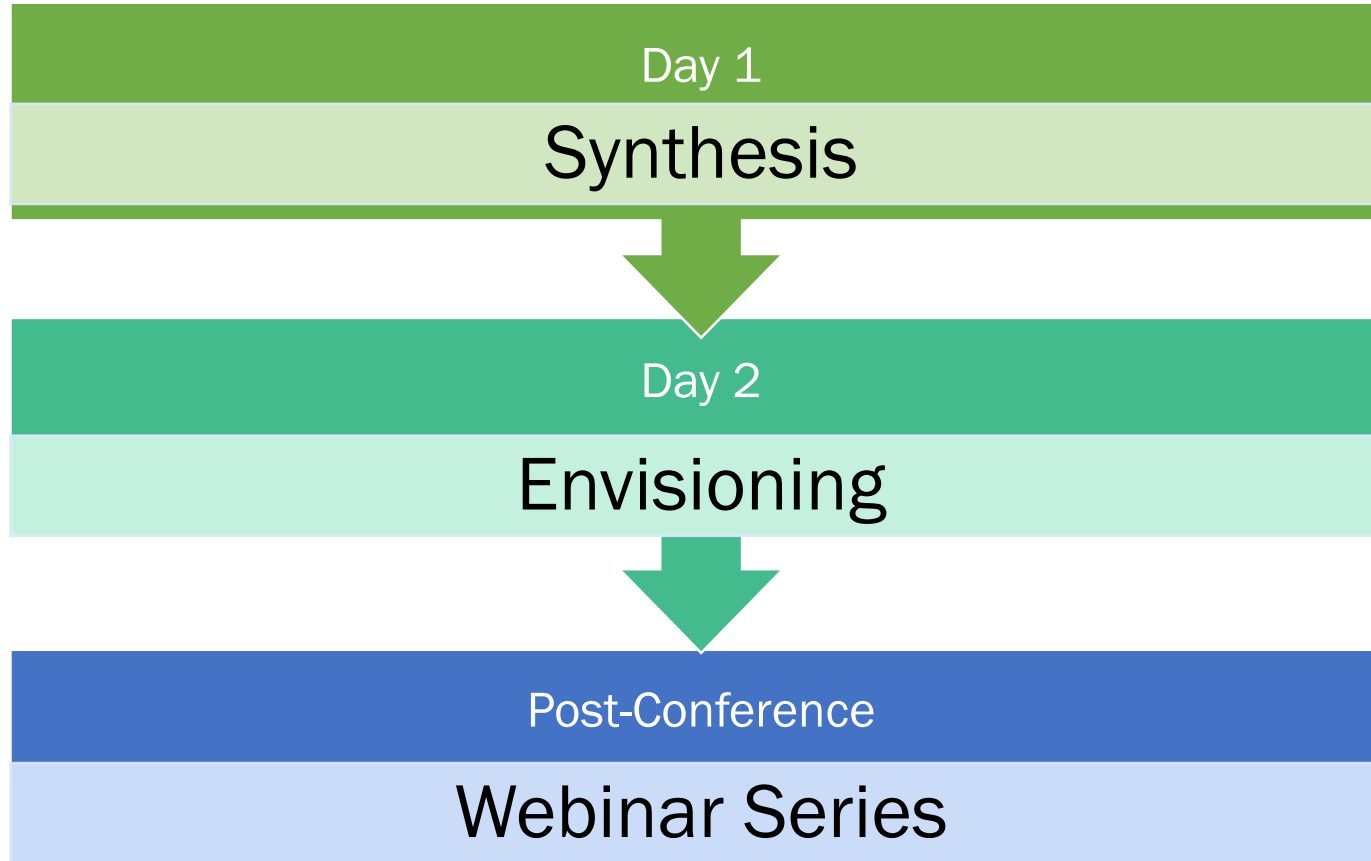 Day 1
Synthesis
Day 2
Envisioning
Post-Conference
Webinar Series